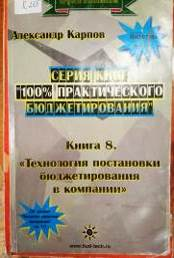 Александр Карпов
СЕРИЯ КНИГ
"100% ПРАКТИЧЕСКОГО
БЮДЖЕТИРОВАНИЯ"
Книга 8.
«Технология постановки
бюджетирования
в компании»
www.bud-tech.ru